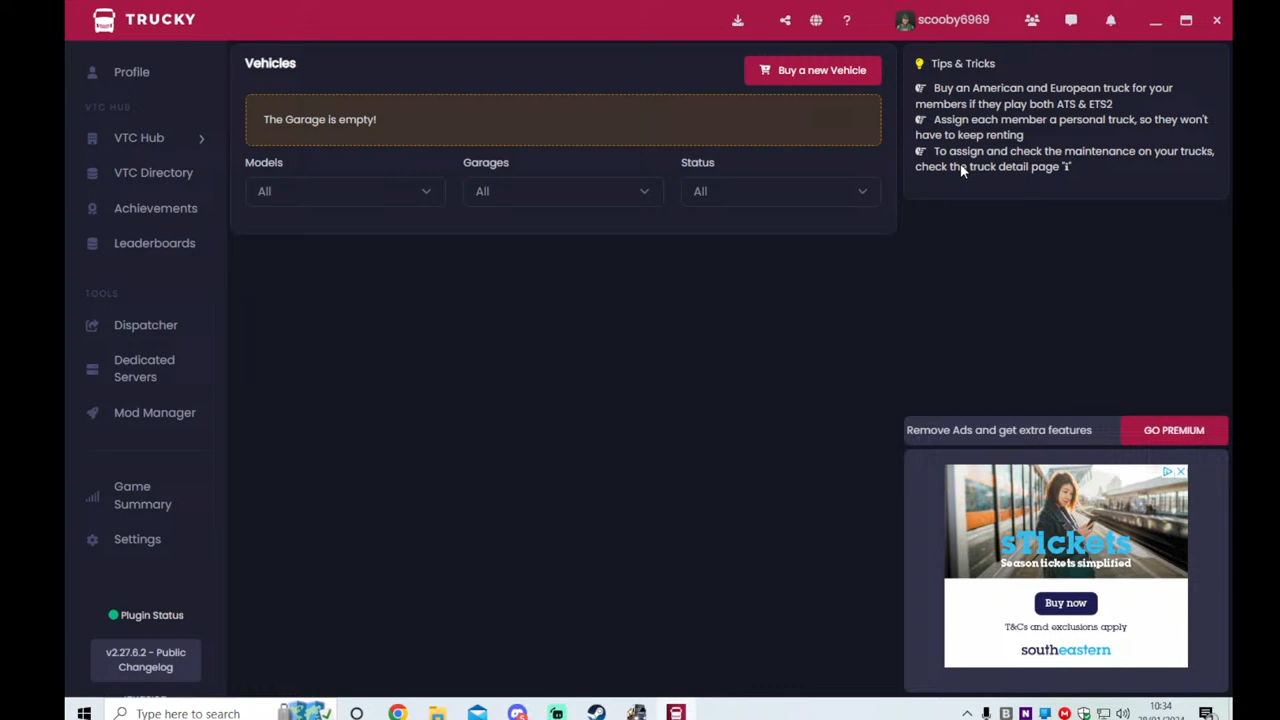 TRUCKY
scooby6969
Profile
VTC HUB
VTC Hub
VTC Directory
Achievements
Leaderboards
TOOLS
Dispatcher
Dedicated
Servers
Mod Manager
Game
Summary
Settings
Plugin Status
v2.27.6.2 - Public
Changelog
Vehicles
Buy a new Vehicle
The Garage is empty!
Models
Garages
Status
All
All
All
Tips & Tricks
Buy an American and European truck for your
members if they play both ATS & ETS2
Assign each member a personal truck, so they won't
have to keep renting
To assign and check the maintenance on your trucks,
check the truck detail page "i"
Remove Ads and get extra features
GO PREMIUM
sTickets
Season tickets simplified
Buy now
T&Cs and exclusions apply
southeastern
Type here to search
10:34